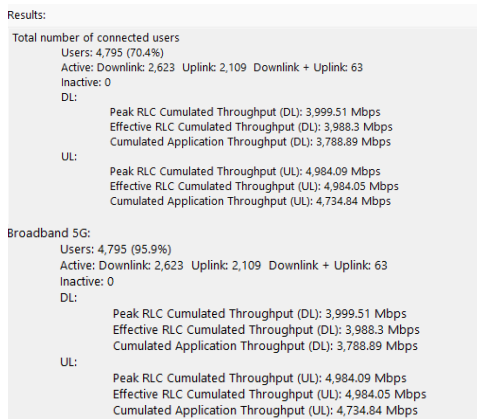 Results:
Total number of connected users
Users: 4,795 (70.4%)
Active: Downlink: 2,623 Uplink: 2,109 Downlink + Uplink: 63
Inactive: 0
DL:
Peak RLC Cumulated Throughput (DL): 3,999.51 Mbps
Effective RLC Cumulated Throughput (DL): 3,988.3 Mbps
Cumulated Application Throughput (DL): 3,788.89 Mbps
UL:
Peak RLC Cumulated Throughput (UL): 4,984.09 Mbps
Effective RLC Cumulated Throughput (UL): 4,984.05 Mbps
Cumulated Application Throughput (UL): 4,734.84 Mbps
Broadband 5G:
Users: 4,795 (95.9%)
Active: Downlink: 2,623 Uplink: 2,109 Downlink + Uplink: 63
Inactive: 0
DL:
Peak RLC Cumulated Throughput (DL): 3,999.51 Mbps
Effective RLC Cumulated Throughput (DL): 3,988.3 Mbps
Cumulated Application Throughput (DL): 3,788.89 Mbps
UL:
Peak RLC Cumulated Throughput (UL): 4,984.09 Mbps
Effective RLC Cumulated Throughput (UL): 4,984.05 Mbps
Cumulated Application Throughput (UL): 4,734.84 Mbps